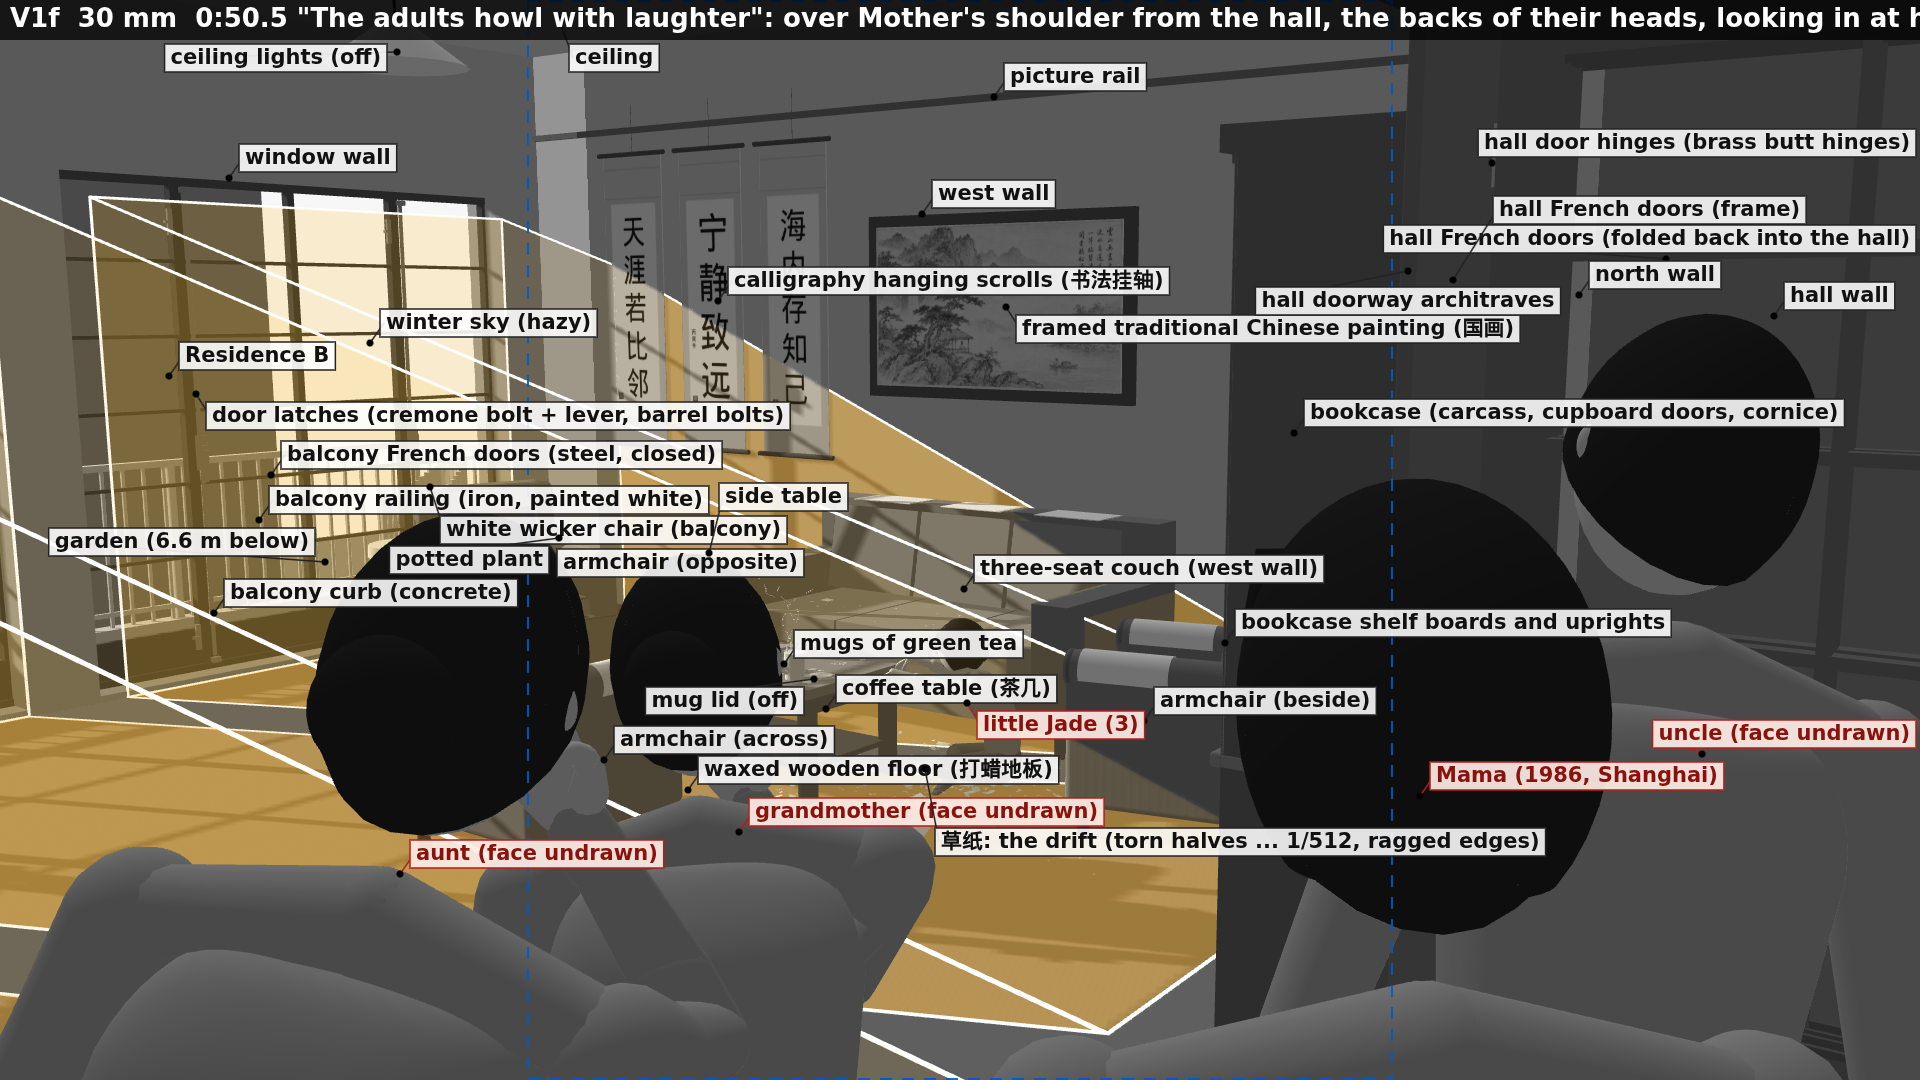 V1f 30 mm 0:50.5 "The adults howl with laughter": over Mother's shoulder from the hall, the backs of their heads, looking in at h
ceiling lights (off)
ceiling
picture rail
hall door hinges (brass butt hinges)
window wall
west wall
hall French doors (frame)
hall French doors (folded back into the hall)
calligraphy hanging scrolls (书法挂轴)
north wall
hall wall
hall doorway architraves
winter sky (hazy)
framed traditional Chinese painting (国画)
Residence B
天涯若比邻
宁静致远
海内存知己
door latches (cremone bolt + lever, barrel bolts)
bookcase (carcass, cupboard doors, cornice)
balcony French doors (steel, closed)
balcony railing (iron, painted white)
side table
white wicker chair (balcony)
garden (6.6 m below)
potted plant
armchair (opposite)
three-seat couch (west wall)
balcony curb (concrete)
bookcase shelf boards and uprights
mugs of green tea
mug lid (off)
coffee table (茶几)
armchair (beside)
little Jade (3)
armchair (across)
uncle (face undrawn)
waxed wooden floor (打蜡地板)
Mama (1986, Shanghai)
grandmother (face undrawn)
草纸: the drift (torn halves ... 1/512, ragged edges)
aunt (face undrawn)